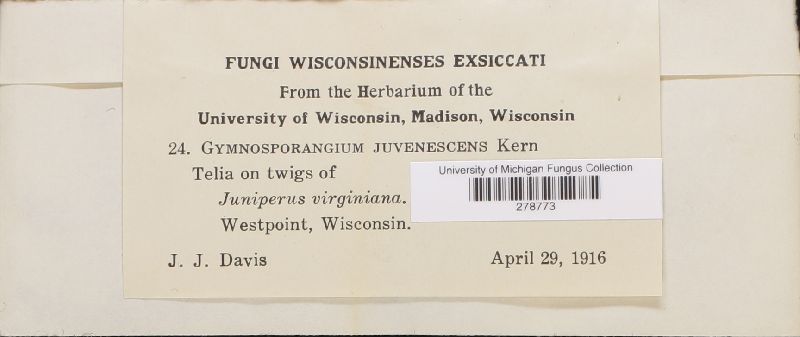 FUNGI WISCONSINENSES EXSICCATI
From the Herbarium of the
University of Wisconsin, Madison, Wisconsin
24. GYMNOSPORANGIUM JUVENESCENS Kern
Telia on twigs of
Juniperus virginiana.
Westpoint, Wisconsin.
University of Michigan Fungus Collection
278773
J. J. Davis
April 29, 1916